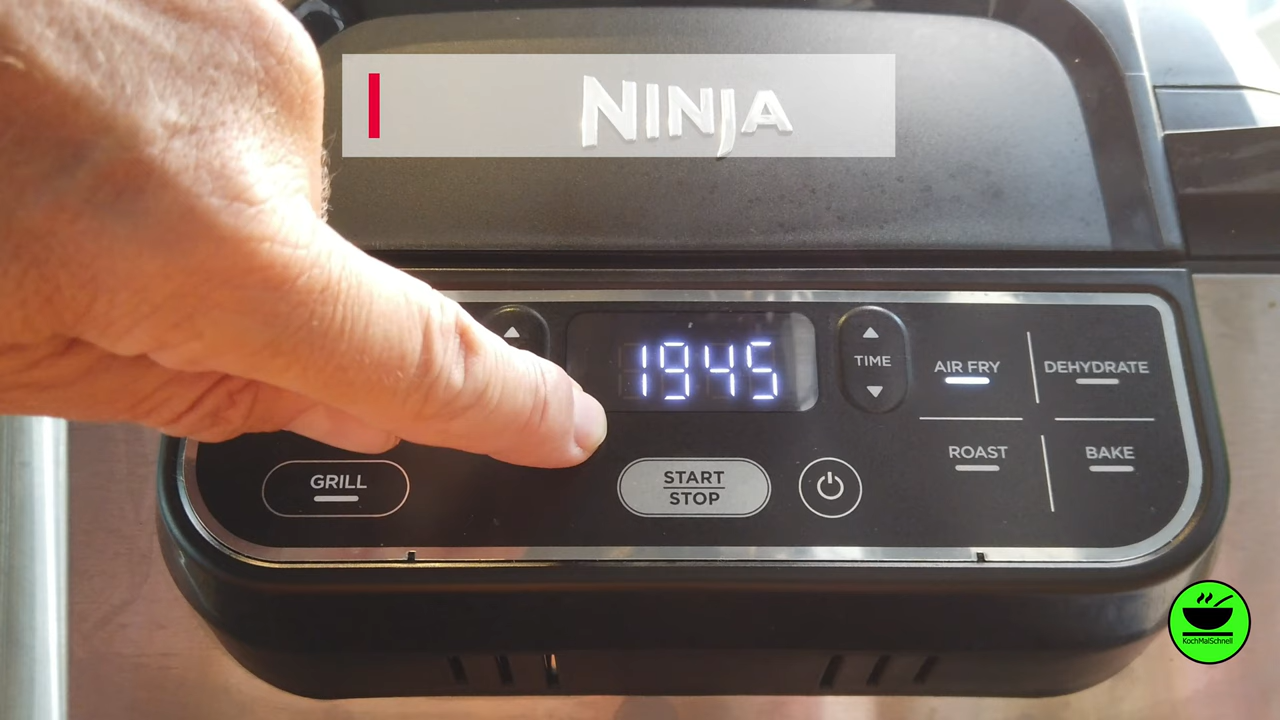 NINJA
1945
TIME
AIR FRY
DEHYDRATE
ROAST
BAKE
GRILL
START
STOP
KochMalSchnell